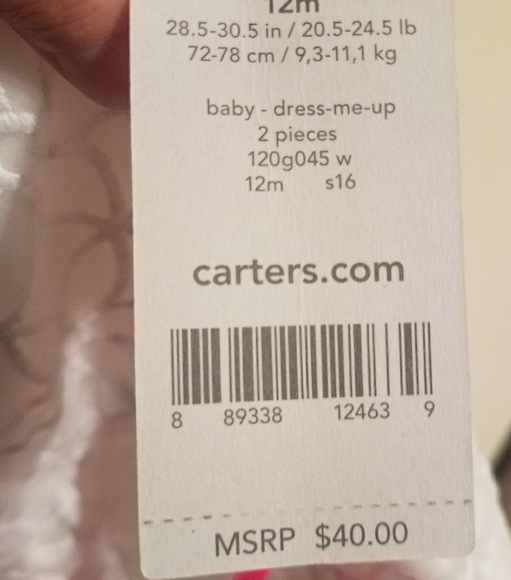 12m
28.5-30.5 in / 20.5-24.5 lb
72-78 cm / 9,3-11,1 kg
baby - dress-me-up
2 pieces
120g045 w
12m s16
carters.com
8 89338 12463 9
MSRP $40.00